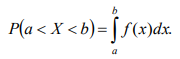 P(a < X < b) = ∫_a^b f(x)dx.